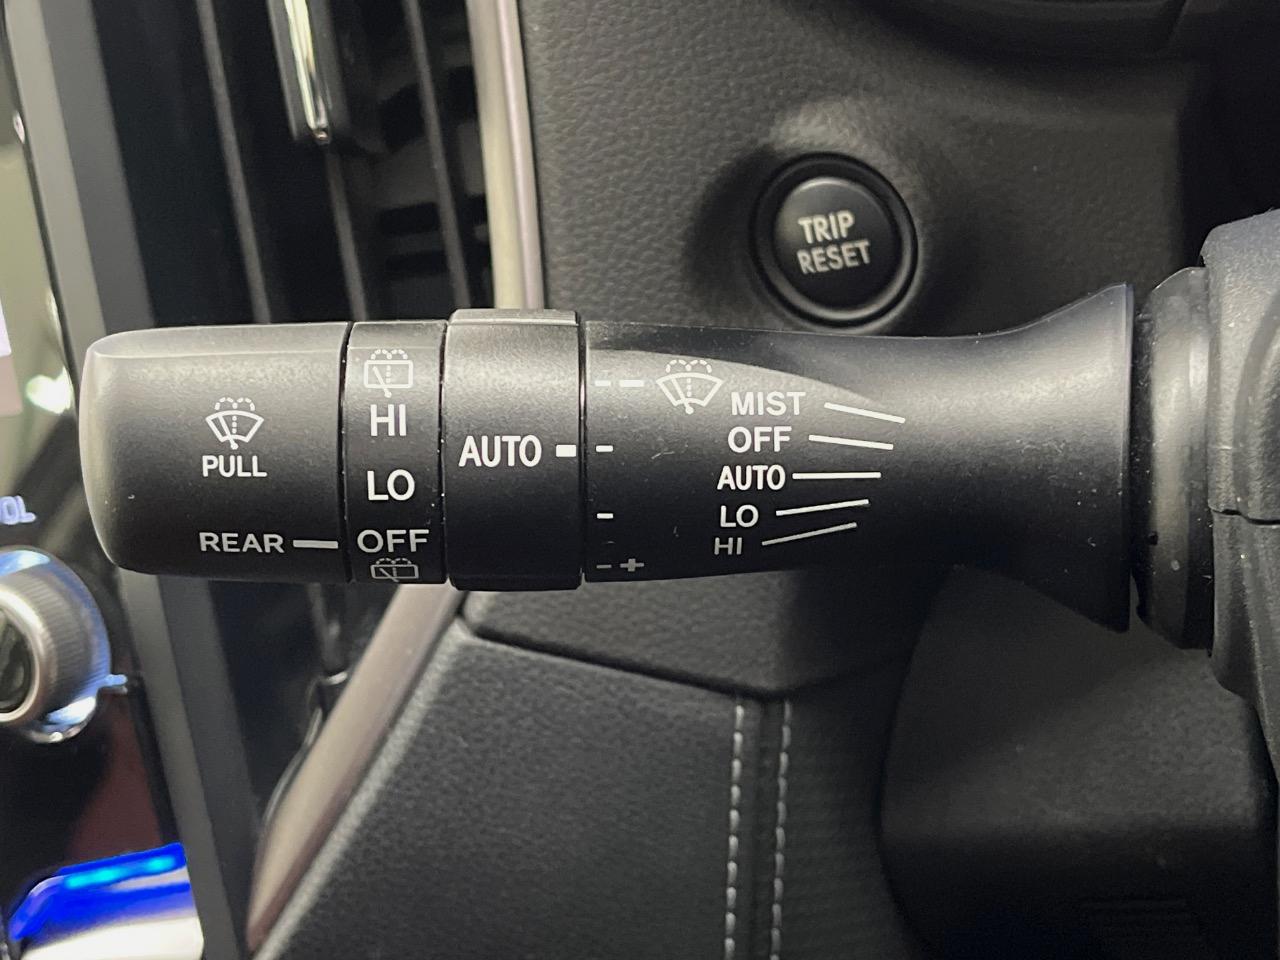 TRIP
RESET
PULL
REAR
HI
LO
OFF
AUTO
- +
MIST
OFF
AUTO
LO
HI